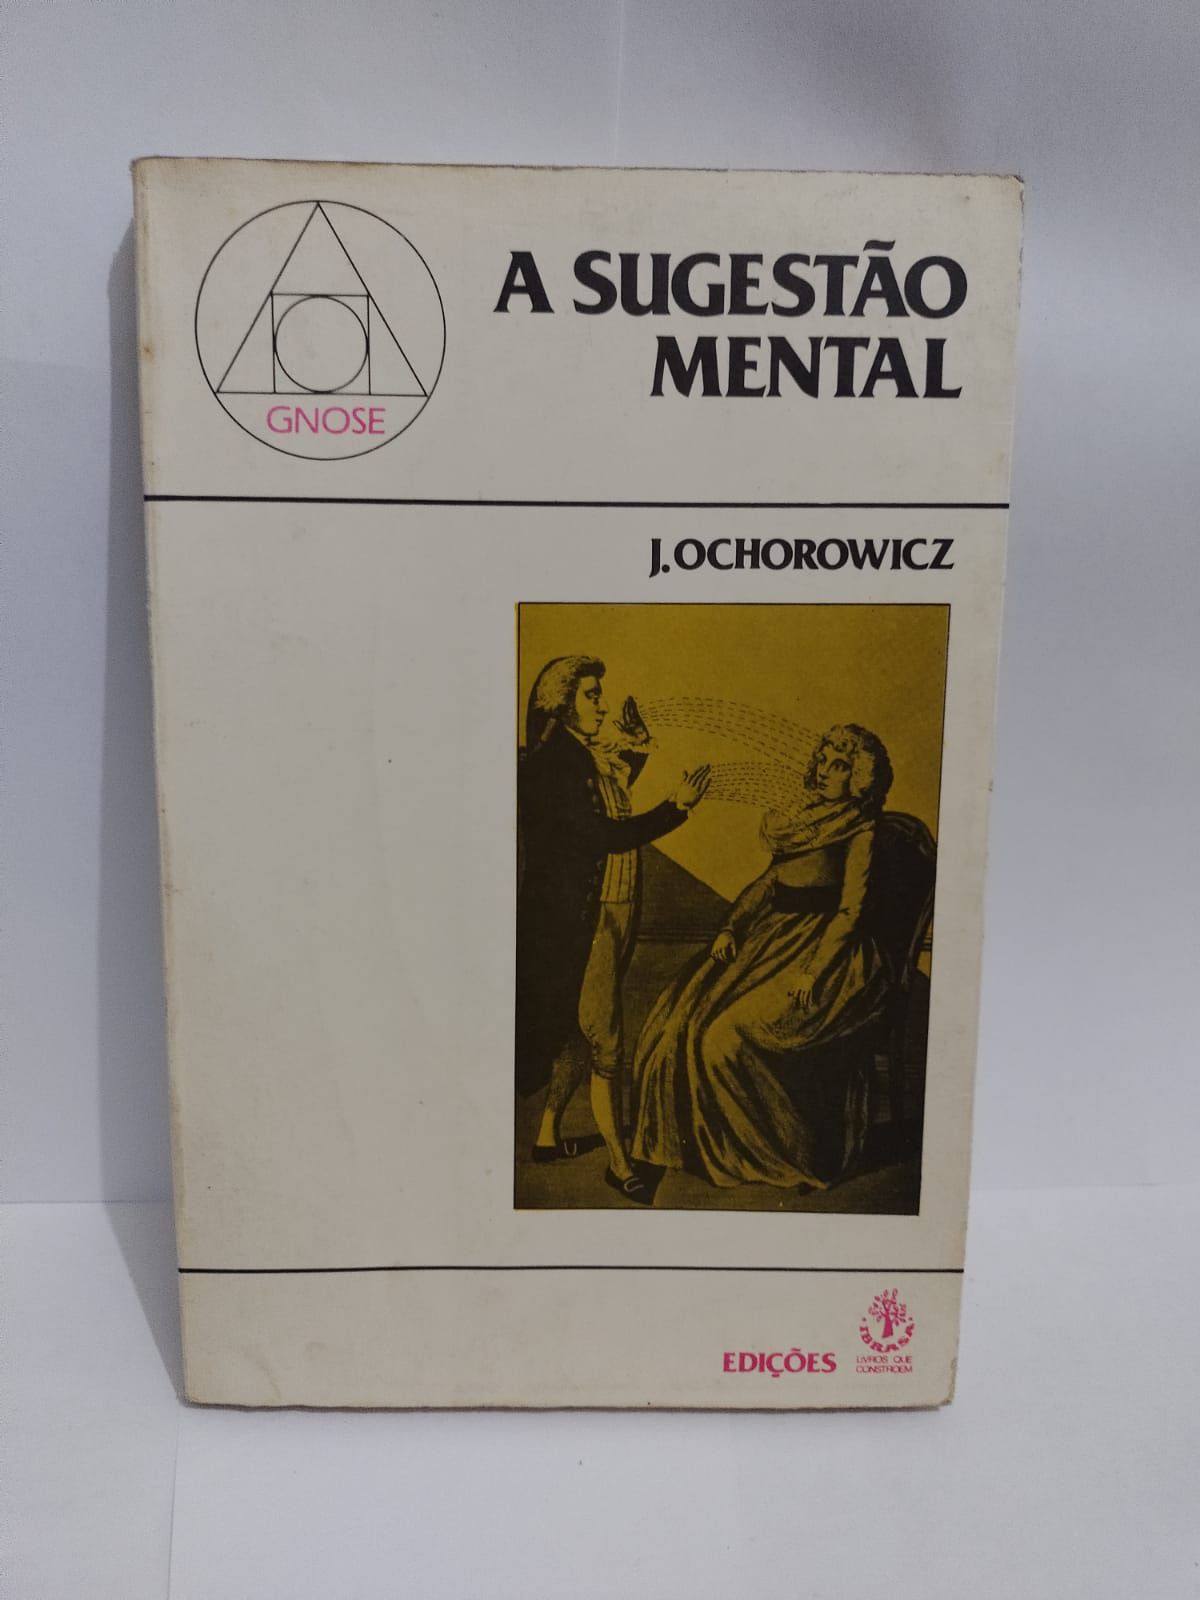 A SUGESTÃO
MENTAL
GNOSE
J. OCHOROWICZ
EDIÇÕES
IBRASA
LIVROS QUE
CONSTROEM